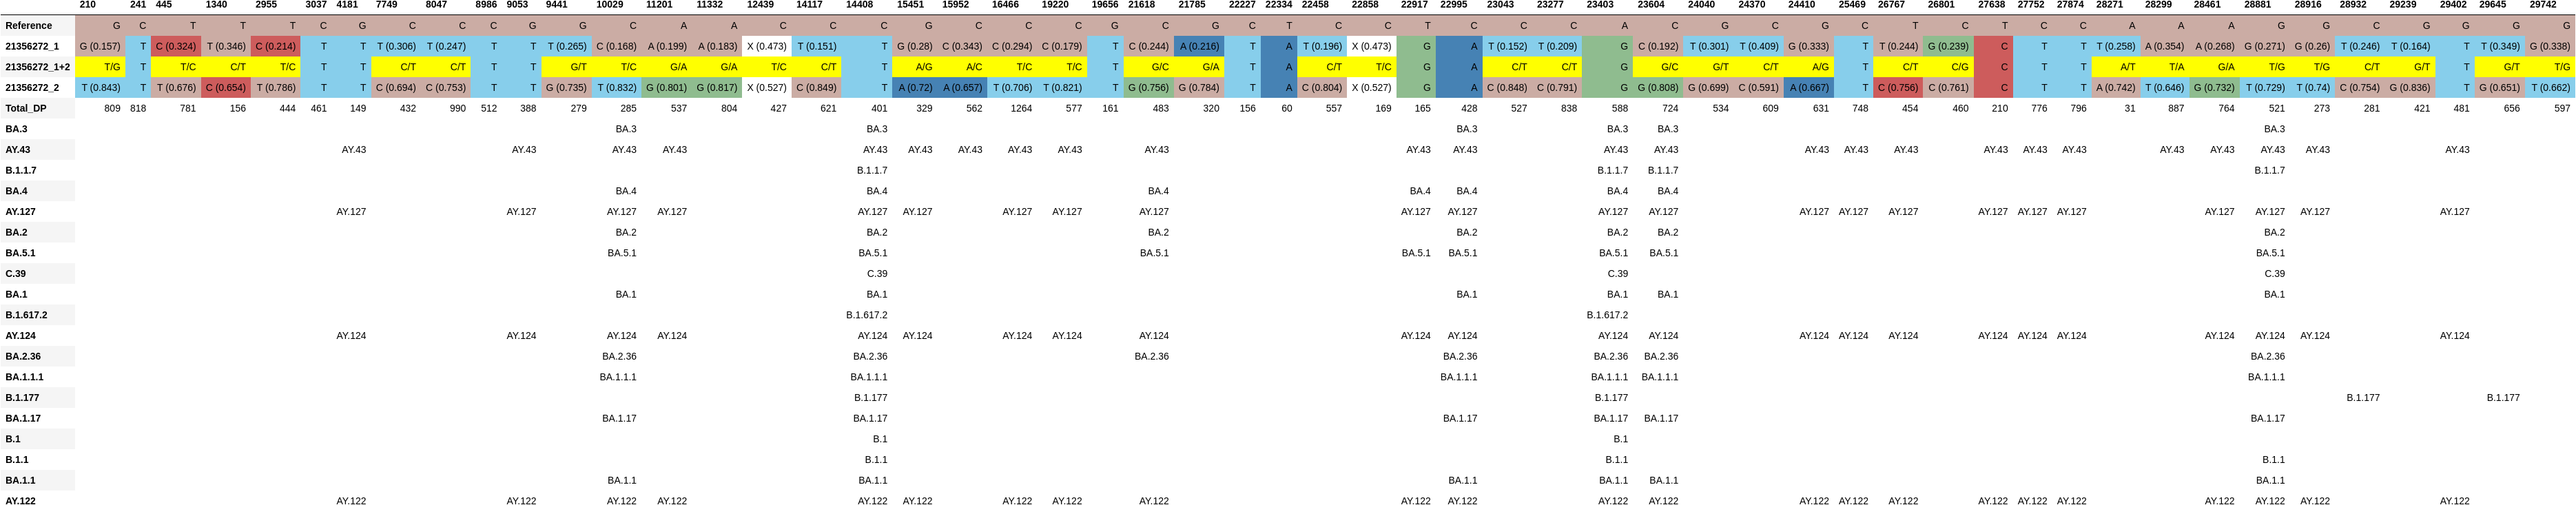 210 241 445 1340 2955 3037 4181 7749 8047 8986 9053 9441 10029 11201 11332 12439 14117 14408 15451 15952 16466 19220 19656 21618 21785 22227 22334 22458 22858 22917 22995 23043 23277 23403 23604 24040 24370 24410 25469 26767 26801 27638 27752 27874 28271 28299 28461 28881 28916 28932 29239 29402 29645 29742
Reference G C T T T C G C C C G G C A A C C C G C C C G C G C T C C T C C C A C G C G C T C T C C A A A G G C G G G G
21356272_1 G (0.157) T C (0.324) T (0.346) C (0.214) T T T (0.306) T (0.247) T T T (0.265) C (0.168) A (0.199) A (0.183) X (0.473) T (0.151) T G (0.28) C (0.343) C (0.294) C (0.179) T C (0.244) A (0.216) T A T (0.196) X (0.473) G A T (0.152) T (0.209) G C (0.192) T (0.301) T (0.409) G (0.333) T T (0.244) G (0.239) C T T T (0.258) A (0.354) A (0.268) G (0.271) G (0.26) T (0.246) T (0.164) T T (0.349) G (0.338)
21356272_1+2 T/G T T/C C/T T/C T T C/T C/T T T G/T T/C G/A G/A T/C C/T T A/G A/C T/C T/C T G/C G/A T A C/T T/C G A C/T C/T G G/C G/T C/T A/G T C/T C/G C T T A/T T/A G/A T/G T/G C/T G/T T G/T T/G
21356272_2 T (0.843) T T (0.676) C (0.654) T (0.786) T T C (0.694) C (0.753) T T G (0.735) T (0.832) G (0.801) G (0.817) X (0.527) C (0.849) T A (0.72) A (0.657) T (0.706) T (0.821) T G (0.756) G (0.784) T A C (0.804) X (0.527) G A C (0.848) C (0.791) G G (0.808) G (0.699) C (0.591) A (0.667) T C (0.756) C (0.761) C T T A (0.742) T (0.646) G (0.732) T (0.729) T (0.74) C (0.754) G (0.836) T G (0.651) T (0.662)
Total_DP 809 818 781 156 444 461 149 432 990 512 388 279 285 537 804 427 621 401 329 562 1264 577 161 483 320 156 60 557 169 165 428 527 838 588 724 534 609 631 748 454 460 210 776 796 31 887 764 521 273 281 421 481 656 597
BA.3 BA.3 BA.3 BA.3 BA.3 BA.3 BA.3
AY.43 AY.43 AY.43 AY.43 AY.43 AY.43 AY.43 AY.43 AY.43 AY.43 AY.43 AY.43 AY.43 AY.43 AY.43 AY.43 AY.43 AY.43 AY.43 AY.43 AY.43 AY.43 AY.43 AY.43 AY.43 AY.43
B.1.1.7 B.1.1.7 B.1.1.7 B.1.1.7 B.1.1.7
BA.4 BA.4 BA.4 BA.4 BA.4 BA.4 BA.4 BA.4
AY.127 AY.127 AY.127 AY.127 AY.127 AY.127 AY.127 AY.127 AY.127 AY.127 AY.127 AY.127 AY.127 AY.127 AY.127 AY.127 AY.127 AY.127 AY.127 AY.127 AY.127 AY.127 AY.127 AY.127
BA.2 BA.2 BA.2 BA.2 BA.2 BA.2 BA.2 BA.2
BA.5.1 BA.5.1 BA.5.1 BA.5.1 BA.5.1 BA.5.1 BA.5.1 BA.5.1 BA.5.1
C.39 C.39 C.39 C.39
BA.1 BA.1 BA.1 BA.1 BA.1 BA.1 BA.1
B.1.617.2 B.1.617.2 B.1.617.2
AY.124 AY.124 AY.124 AY.124 AY.124 AY.124 AY.124 AY.124 AY.124 AY.124 AY.124 AY.124 AY.124 AY.124 AY.124 AY.124 AY.124 AY.124 AY.124 AY.124 AY.124 AY.124 AY.124 AY.124
BA.2.36 BA.2.36 BA.2.36 BA.2.36 BA.2.36 BA.2.36 BA.2.36 BA.2.36
BA.1.1.1 BA.1.1.1 BA.1.1.1 BA.1.1.1 BA.1.1.1 BA.1.1.1 BA.1.1.1
B.1.177 B.1.177 B.1.177 B.1.177 B.1.177
BA.1.17 BA.1.17 BA.1.17 BA.1.17 BA.1.17 BA.1.17 BA.1.17
B.1 B.1 B.1
B.1.1 B.1.1 B.1.1 B.1.1
BA.1.1 BA.1.1 BA.1.1 BA.1.1 BA.1.1 BA.1.1 BA.1.1
AY.122 AY.122 AY.122 AY.122 AY.122 AY.122 AY.122 AY.122 AY.122 AY.122 AY.122 AY.122 AY.122 AY.122 AY.122 AY.122 AY.122 AY.122 AY.122 AY.122 AY.122 AY.122 AY.122 AY.122